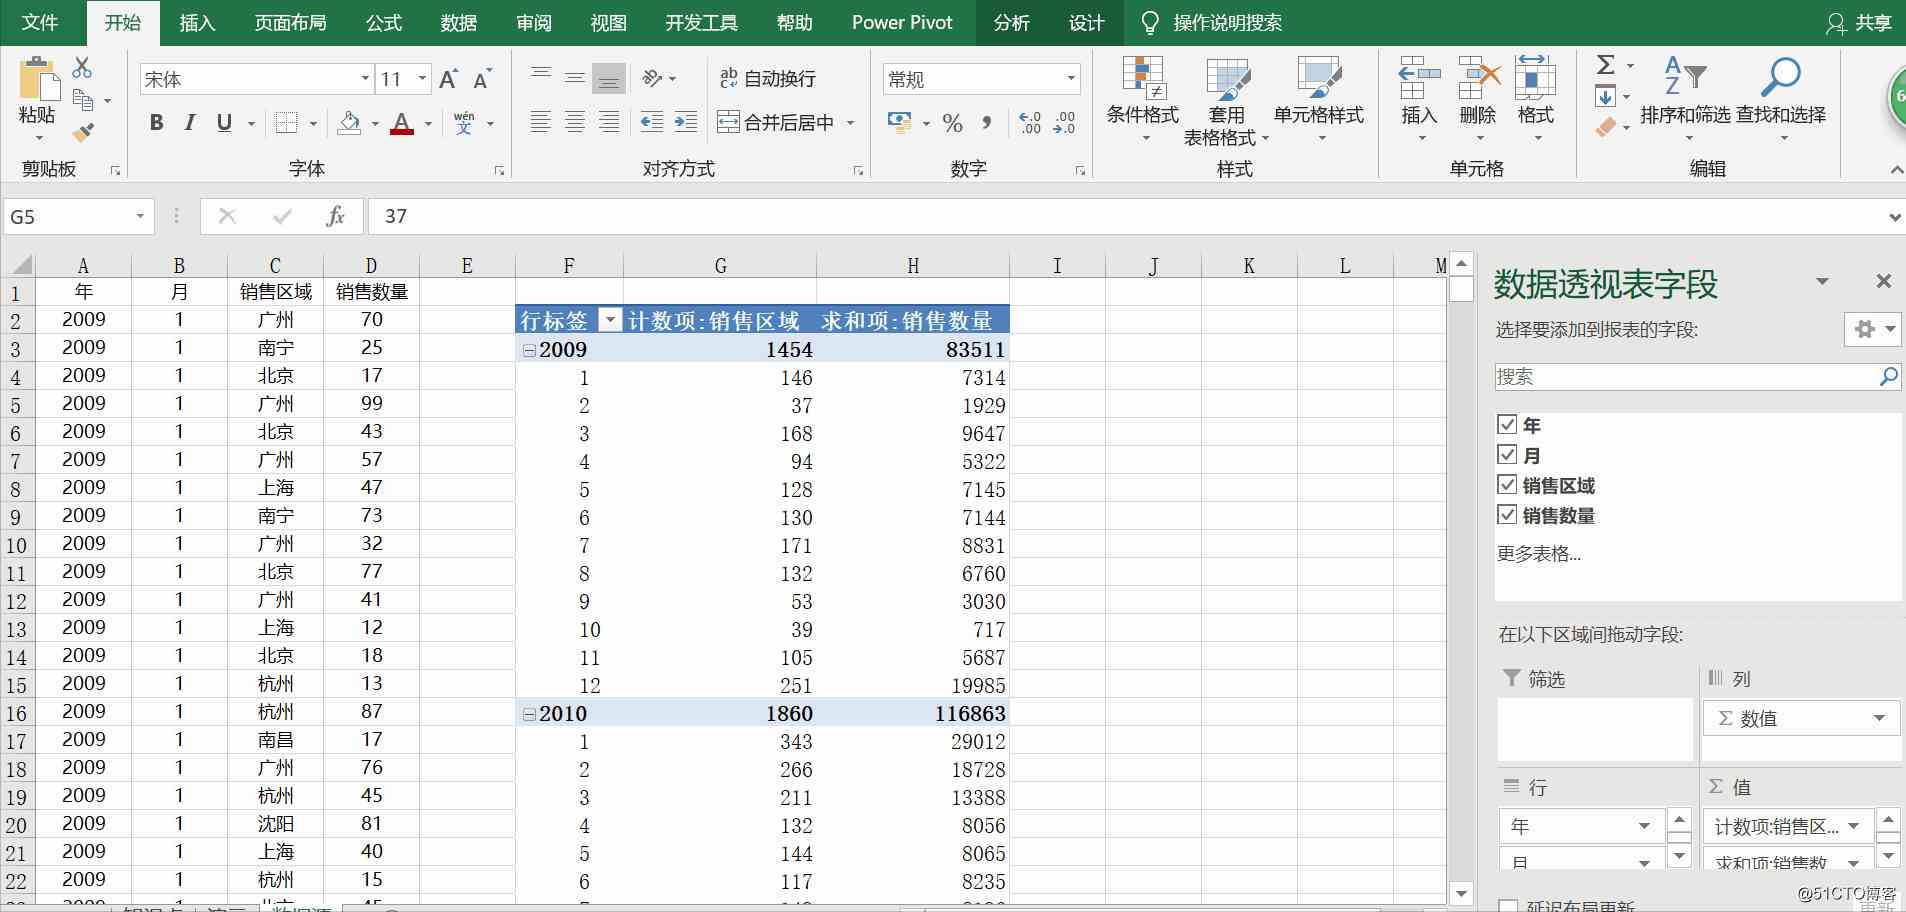 文件 开始 插入 页面布局 公式 数据 审阅 视图 开发工具 帮助 Power Pivot 分析 设计 操作说明搜索 共享
宋体 11 ab 自动换行 常规
粘贴 B I U A wén 文 合并后居中 % 条件格式 套用 表格格式 单元格样式 插入 删除 格式 排序和筛选 查找和选择
剪贴板 字体 对齐方式 数字 样式 单元格 编辑
G5 fx 37
A B C D E F G H I J K L M
1 年 月 销售区域 销售数量
2 2009 1 广州 70 行标签 计数项:销售区域 求和项:销售数量
3 2009 1 南宁 25 2009 1454 83511
4 2009 1 北京 17 1 146 7314
5 2009 1 广州 99 2 37 1929
6 2009 1 北京 43 3 168 9647
7 2009 1 广州 57 4 94 5322
8 2009 1 上海 47 5 128 7145
9 2009 1 南宁 73 6 130 7144
10 2009 1 广州 32 7 171 8831
11 2009 1 北京 77 8 132 6760
12 2009 1 广州 41 9 53 3030
13 2009 1 上海 12 10 39 717
14 2009 1 北京 18 11 105 5687
15 2009 1 杭州 13 12 251 19985
16 2009 1 杭州 87 2010 1860 116863
17 2009 1 南昌 17 1 343 29012
18 2009 1 广州 76 2 266 18728
19 2009 1 杭州 45 3 211 13388
20 2009 1 沈阳 81 4 132 8056
21 2009 1 上海 40 5 144 8065
22 2009 1 杭州 15 6 117 8235
数据透视表字段
选择要添加到报表的字段:
搜索
年
月
销售区域
销售数量
更多表格...
在以下区域间拖动字段:
筛选 列
Σ 数值
行 Σ 值
年 计数项:销售区...
月 求和项:销售数
延迟布局更新 更新
@51CTO博客